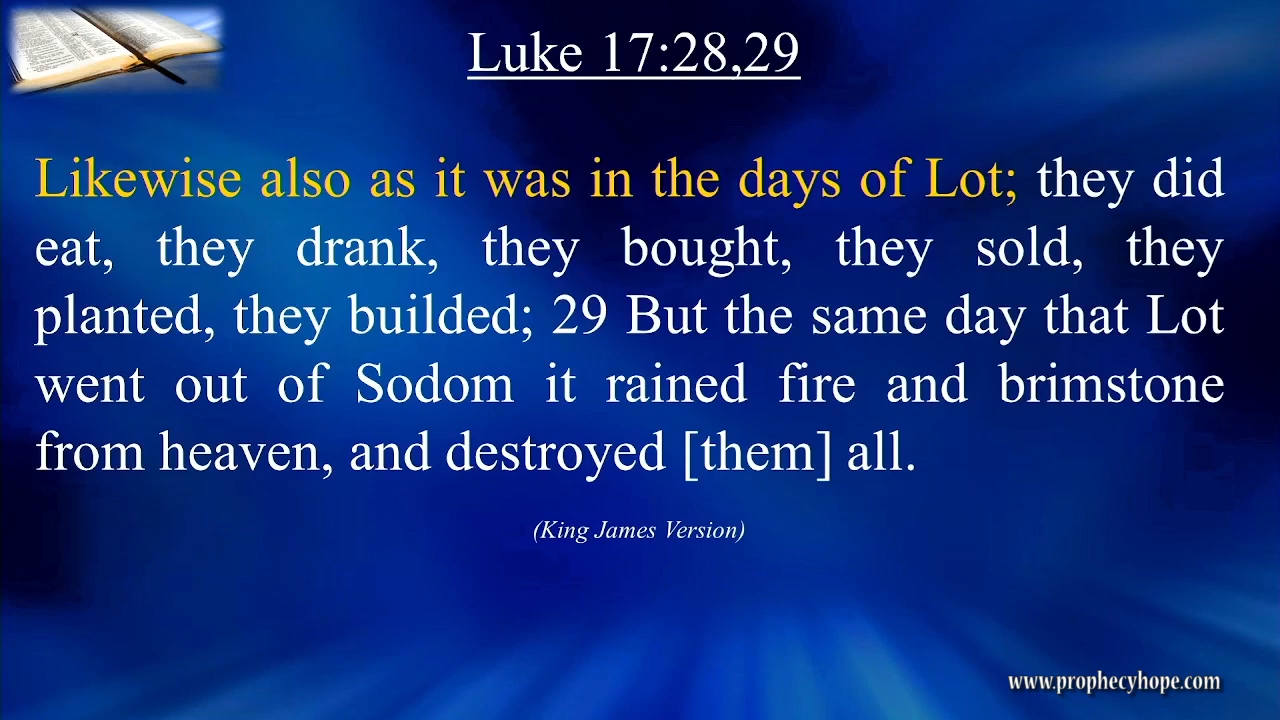 Luke 17:28,29
Likewise also as it was in the days of Lot; they did
eat, they drank, they bought, they sold, they
planted, they builded; 29 But the same day that Lot
went out of Sodom it rained fire and brimstone
from heaven, and destroyed [them] all.
(King James Version)
www.prophecyhope.com